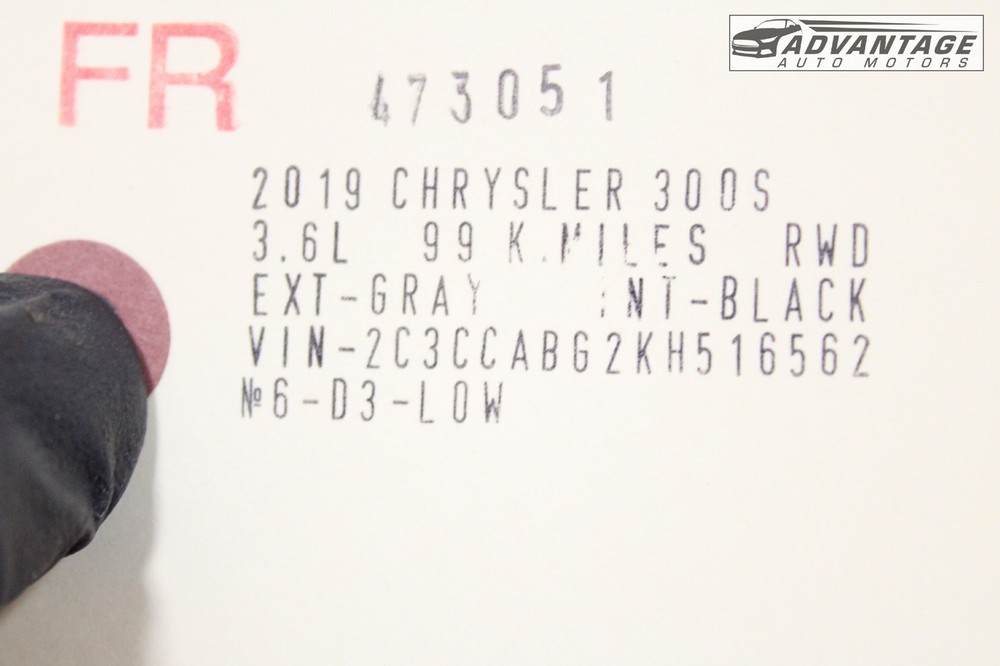 ADVANTAGE
AUTO MOTORS
FR
473051
2019 CHRYSLER 300S
3.6L 99 K.MILES RWD
EXT-GRAY INT-BLACK
VIN-2C3CCABG2KH516562
№6-D3-LOW